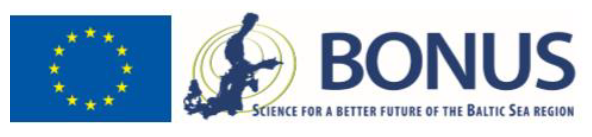 BONUS
SCIENCE FOR A BETTER FUTURE OF THE BALTIC SEA REGION